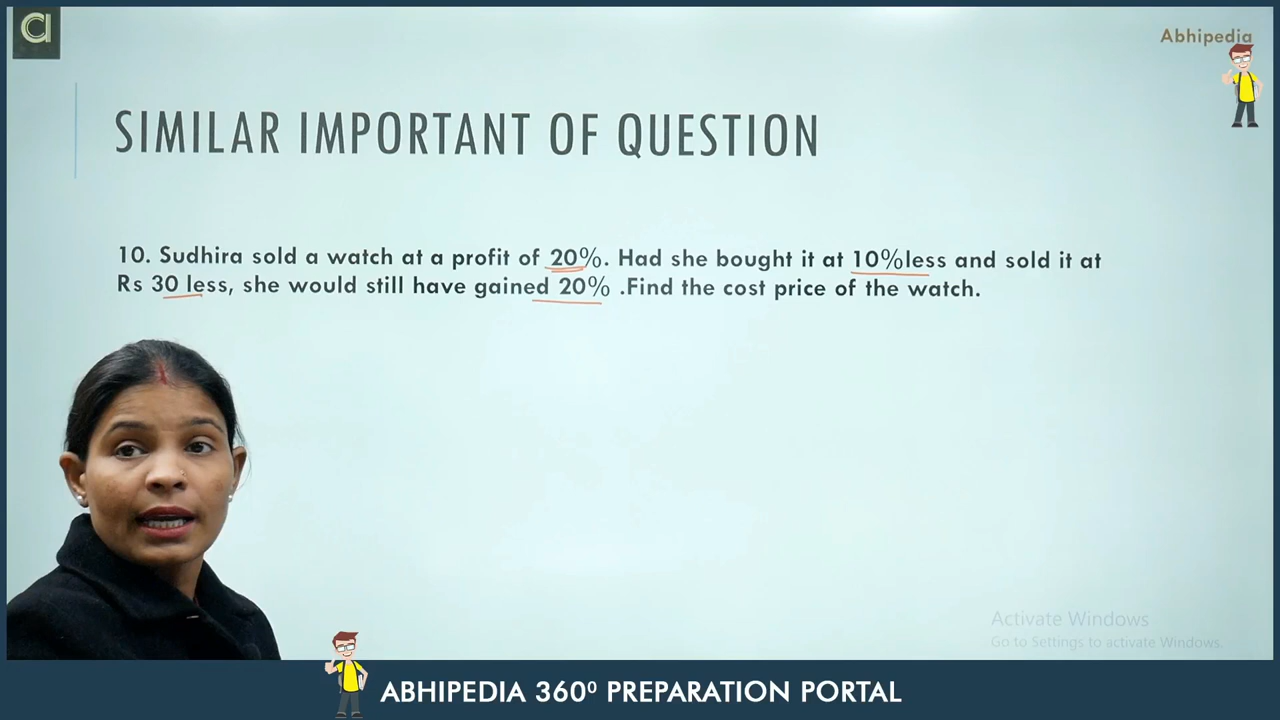 Abhipedia
SIMILAR IMPORTANT OF QUESTION
10. Sudhira sold a watch at a profit of 20%. Had she bought it at 10%less and sold it at
Rs 30 less, she would still have gained 20% .Find the cost price of the watch.
Activate Windows
Go to Settings to activate Windows.
ABHIPEDIA 360⁰ PREPARATION PORTAL